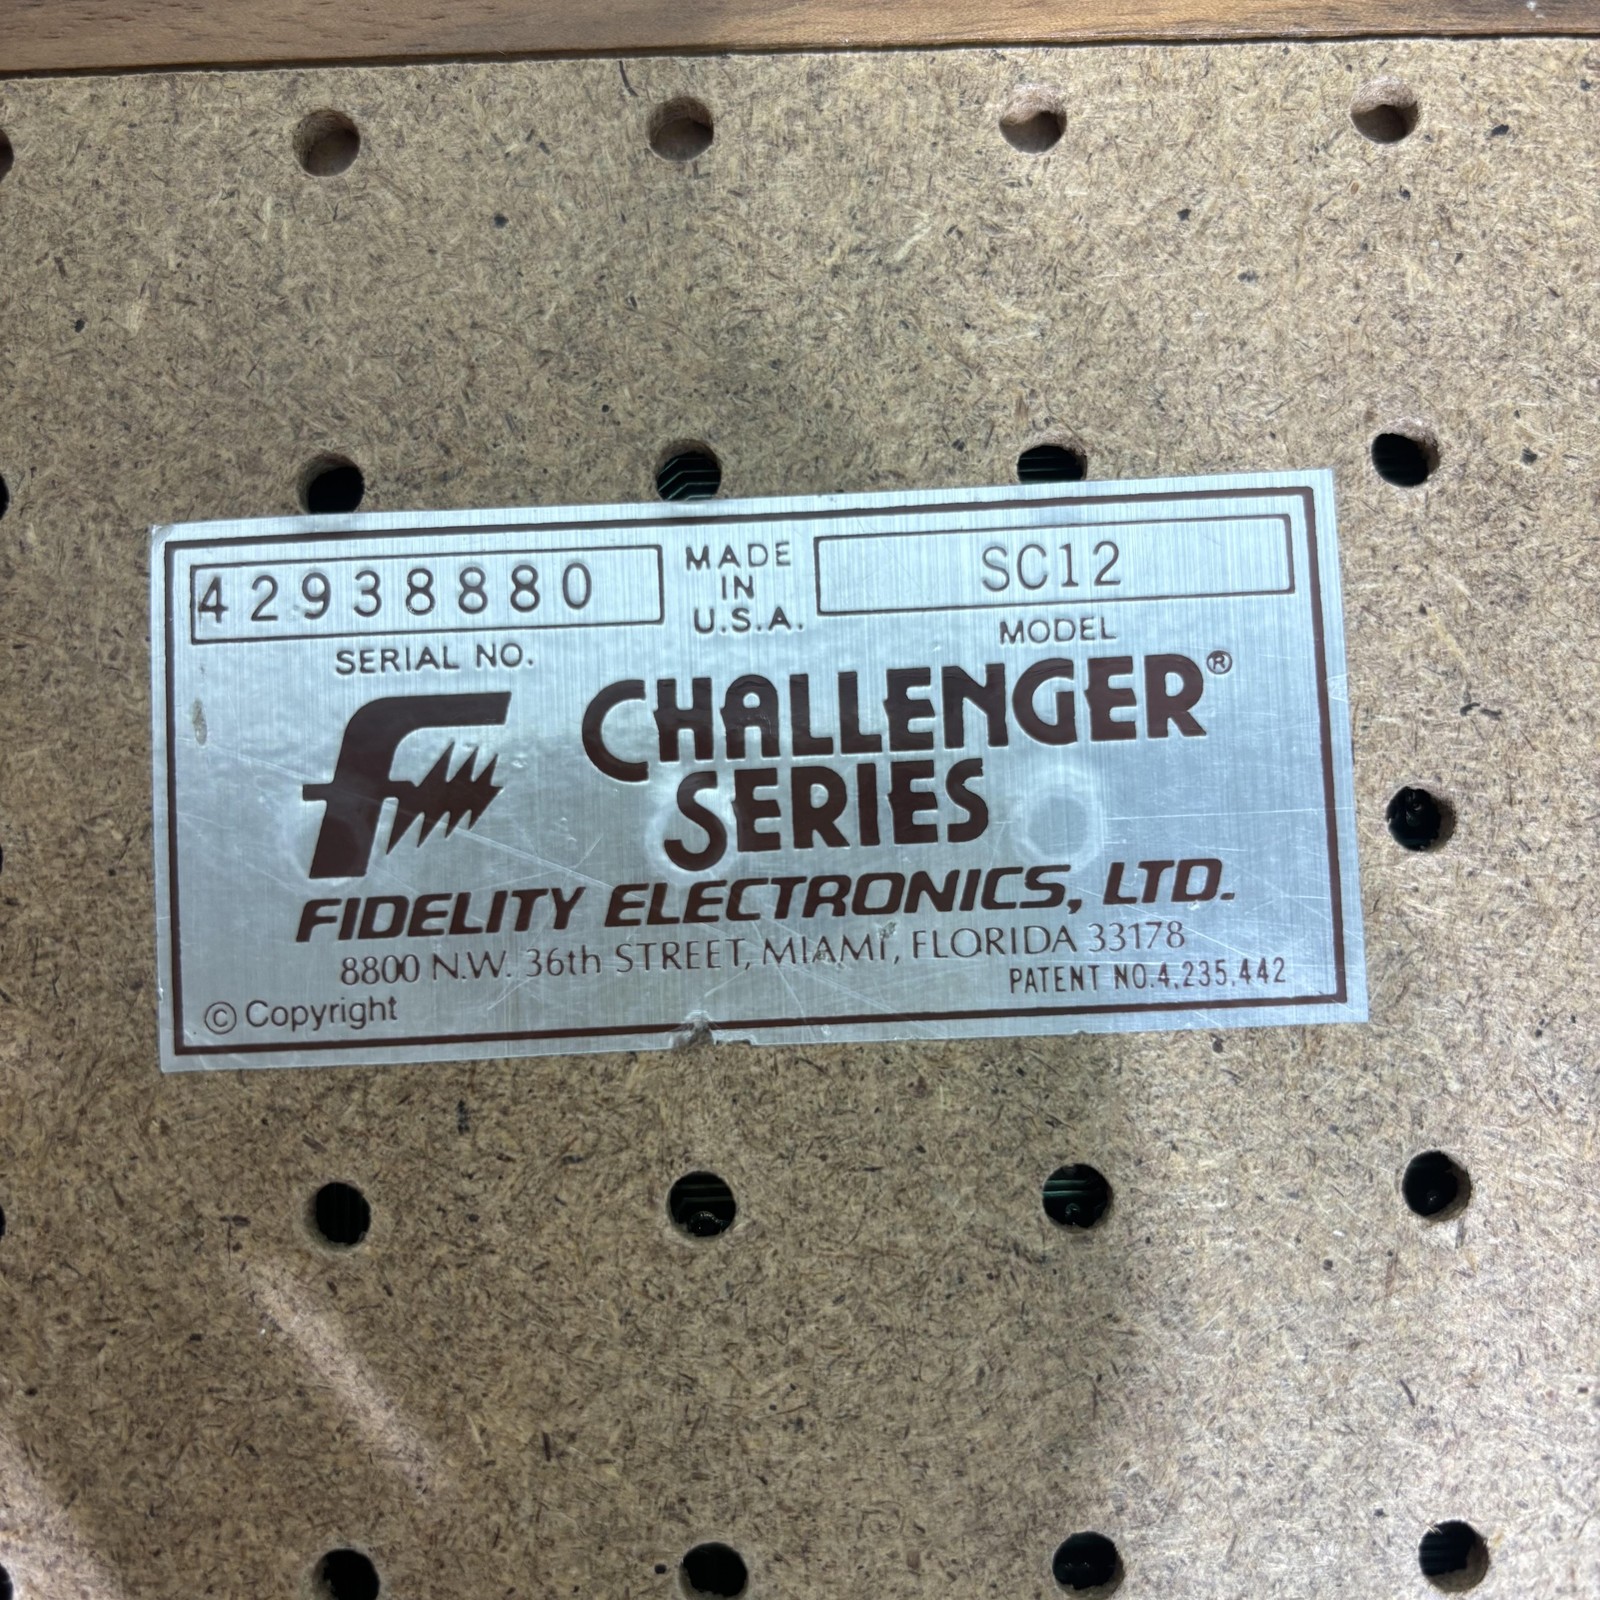 42938880
SERIAL NO.
MADE
IN
U.S.A.
SC12
MODEL
CHALLENGER®
SERIES
FIDELITY ELECTRONICS, LTD.
8800 N.W. 36th STREET, MIAMI, FLORIDA 33178
PATENT NO.4,235,442
© Copyright